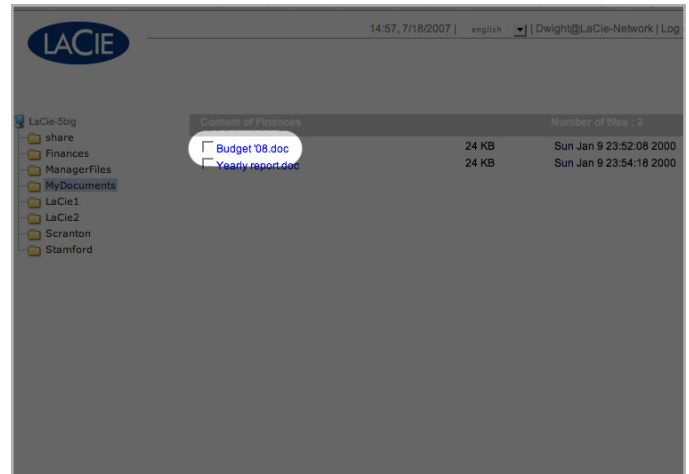 14:57, 7/18/2007 | english | Dwight@LaCie-Network | Log
LACIE
LaCie-5big
Content of Finances Number of files : 2
share
Budget '08.doc 24 KB Sun Jan 9 23:52:08 2000
Finances
Yearly report.doc 24 KB Sun Jan 9 23:54:18 2000
ManagerFiles
MyDocuments
LaCie1
LaCie2
Scranton
Stamford